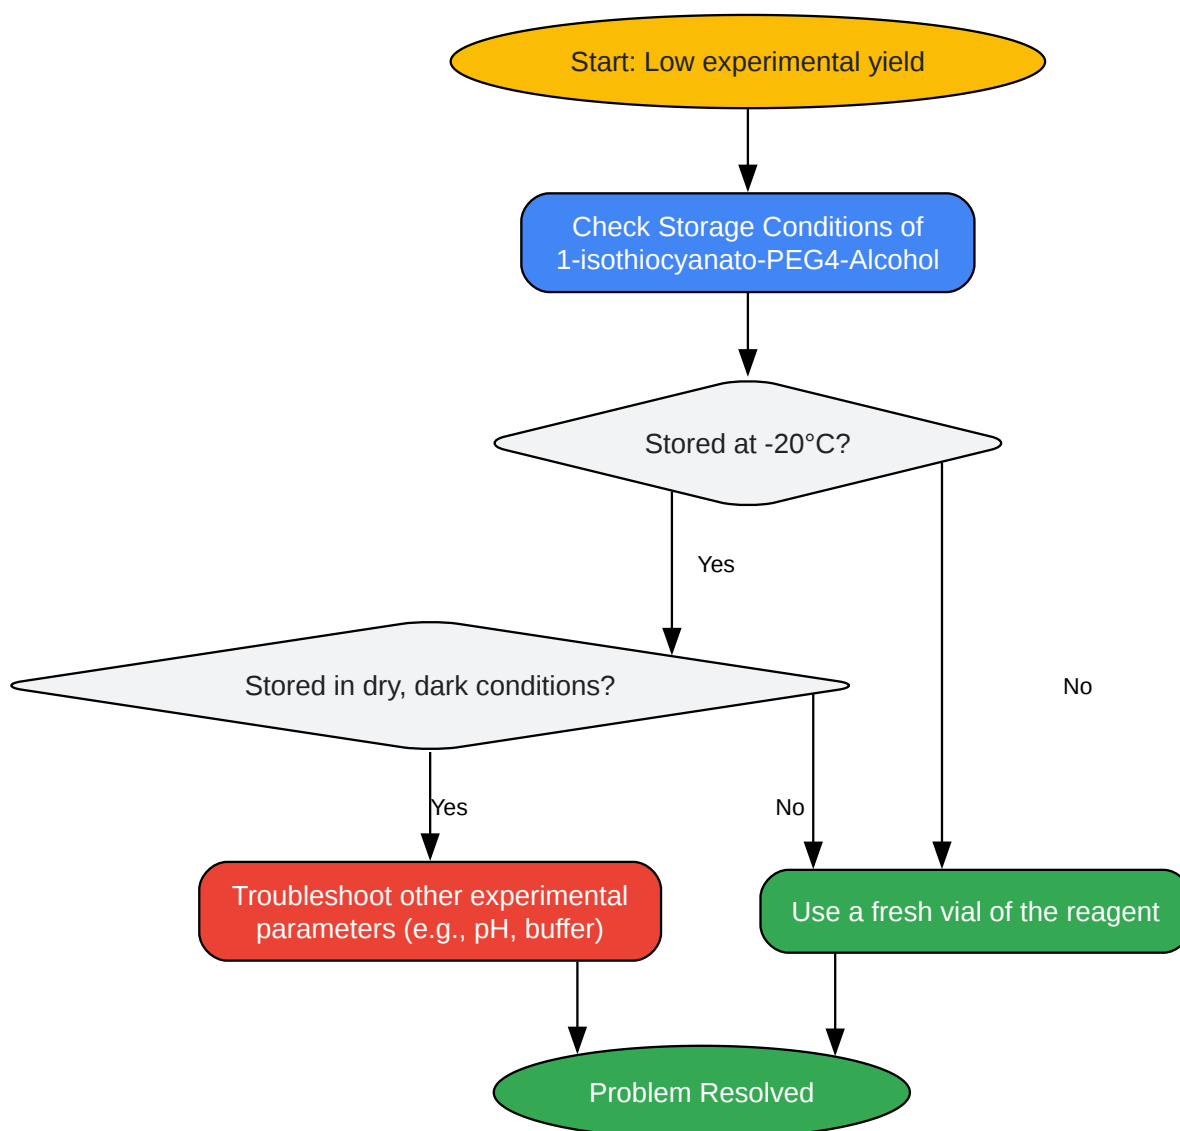 Start: Low experimental yield
Check Storage Conditions of
1-isothiocyanato-PEG4-Alcohol
Stored at -20°C?
Yes
Stored in dry, dark conditions?
No
Yes
No
Troubleshoot other experimental
parameters (e.g., pH, buffer)
Use a fresh vial of the reagent
Problem Resolved